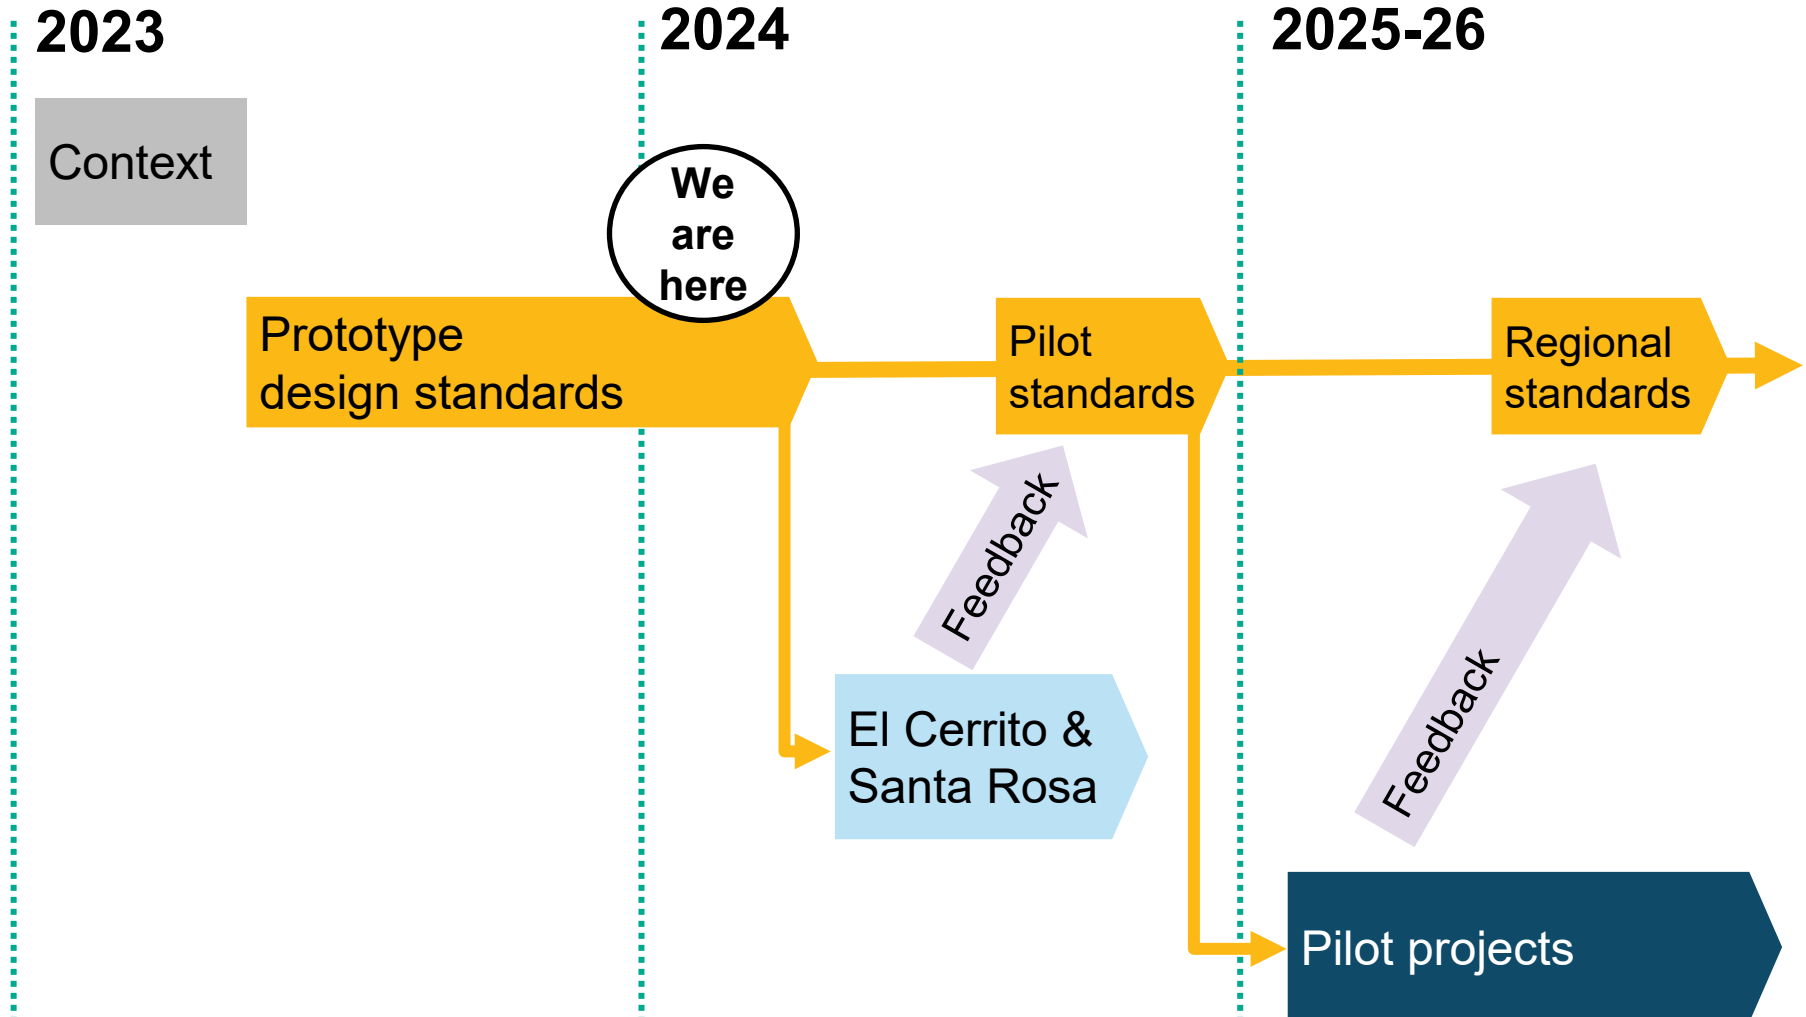 2023
2024
2025-26
Context
We
are
here
Prototype
design standards
Pilot
standards
Regional
standards
Feedback
Feedback
El Cerrito &
Santa Rosa
Pilot projects